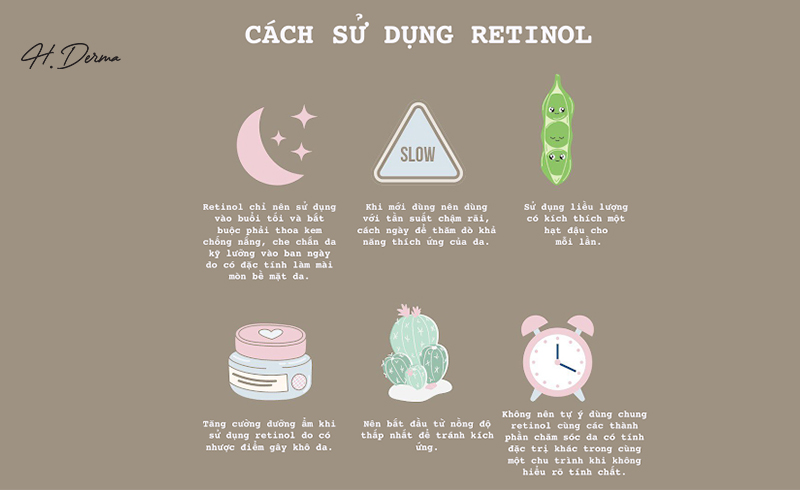 CÁCH SỬ DỤNG RETINOL
H. Derma
SLOW
Retinol chỉ nên sử dụng
vào buổi tối và bắt
buộc phải thoa kem
chống nắng, che chắn da
kỹ lưỡng vào ban ngày
do có đặc tính làm mài
mòn bề mặt da.
Khi mới dùng nên dùng
với tần suất chậm rãi,
cách ngày để thăm dò khả
năng thích ứng của da.
Sử dụng liều lượng
có kích thích một
hạt đậu cho
mỗi lần.
Tăng cường dưỡng ẩm khi
sử dụng retinol do có
nhược điểm gây khô da.
Nên bắt đầu từ nồng độ
thấp nhất để tránh kích
ứng.
Không nên tự ý dùng chung
retinol cùng các thành
phần chăm sóc da có tính
đặc trị khác trong cùng
một chu trình khi không
hiểu rõ tính chất.